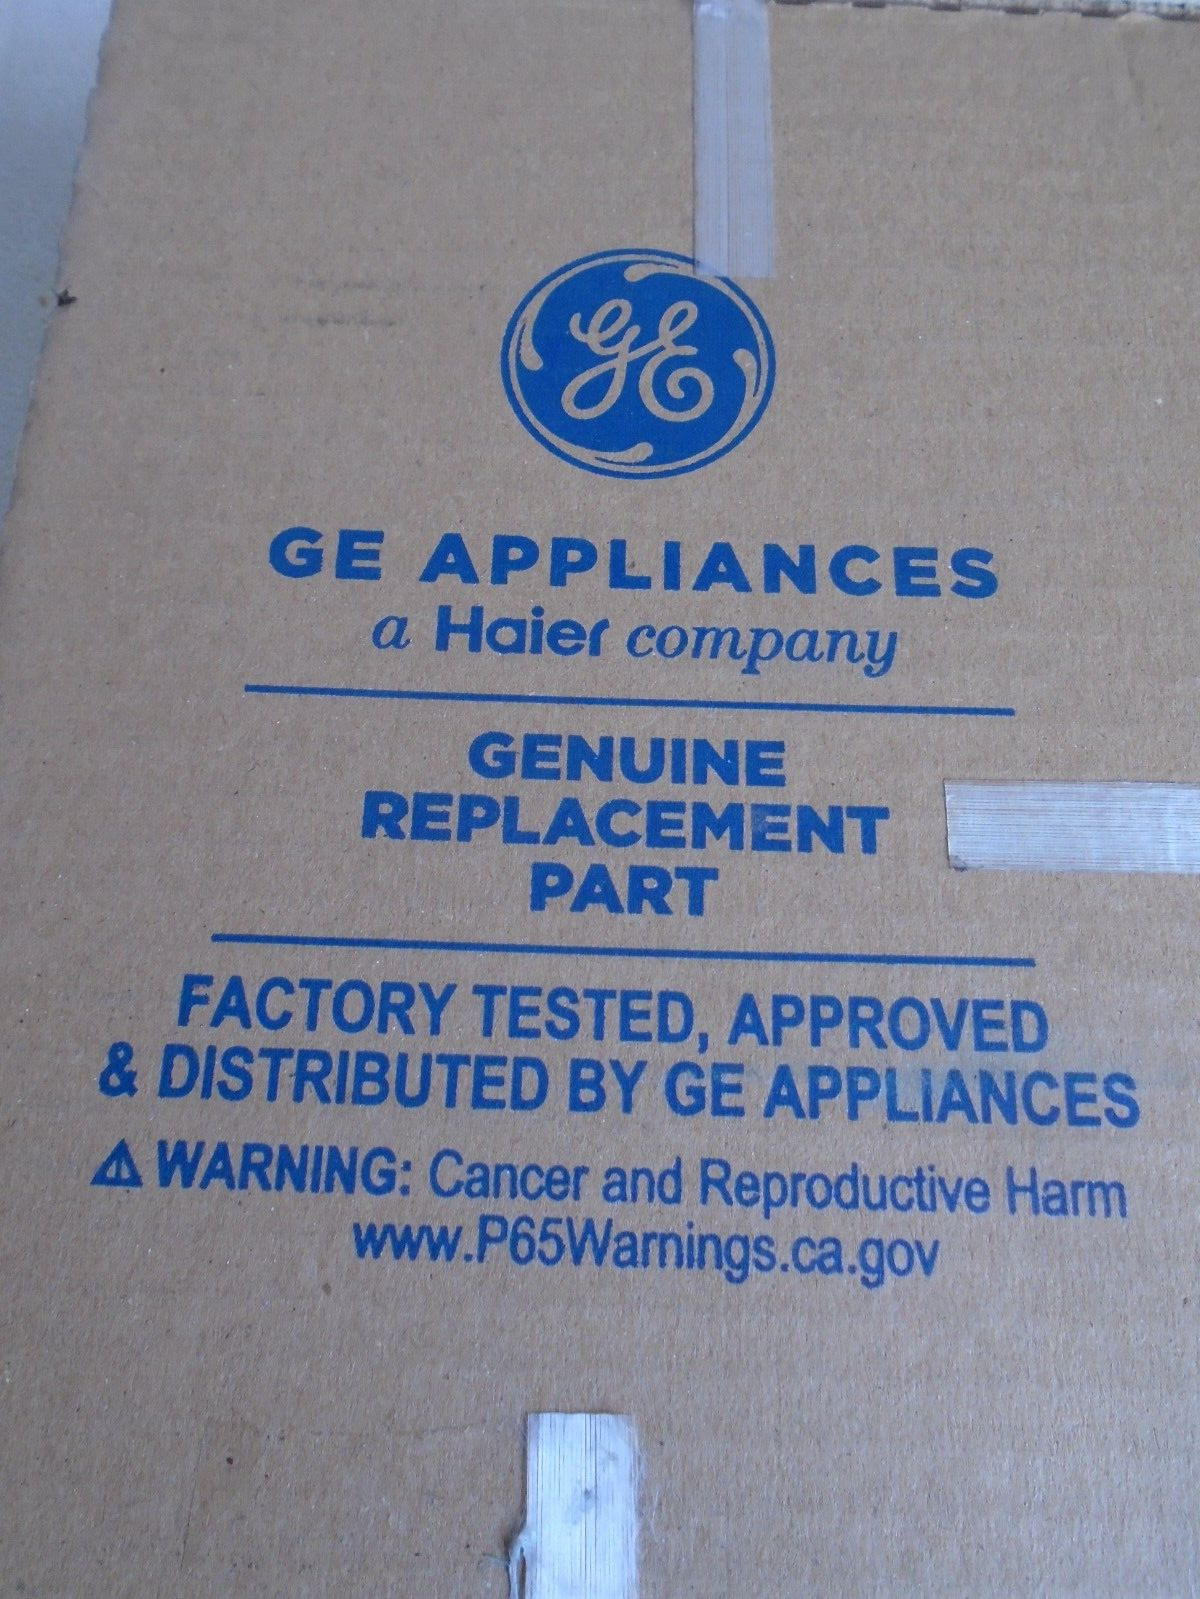 GE
GE APPLIANCES
a Haier company
GENUINE
REPLACEMENT
PART
FACTORY TESTED, APPROVED
& DISTRIBUTED BY GE APPLIANCES
⚠ WARNING: Cancer and Reproductive Harm
www.P65Warnings.ca.gov